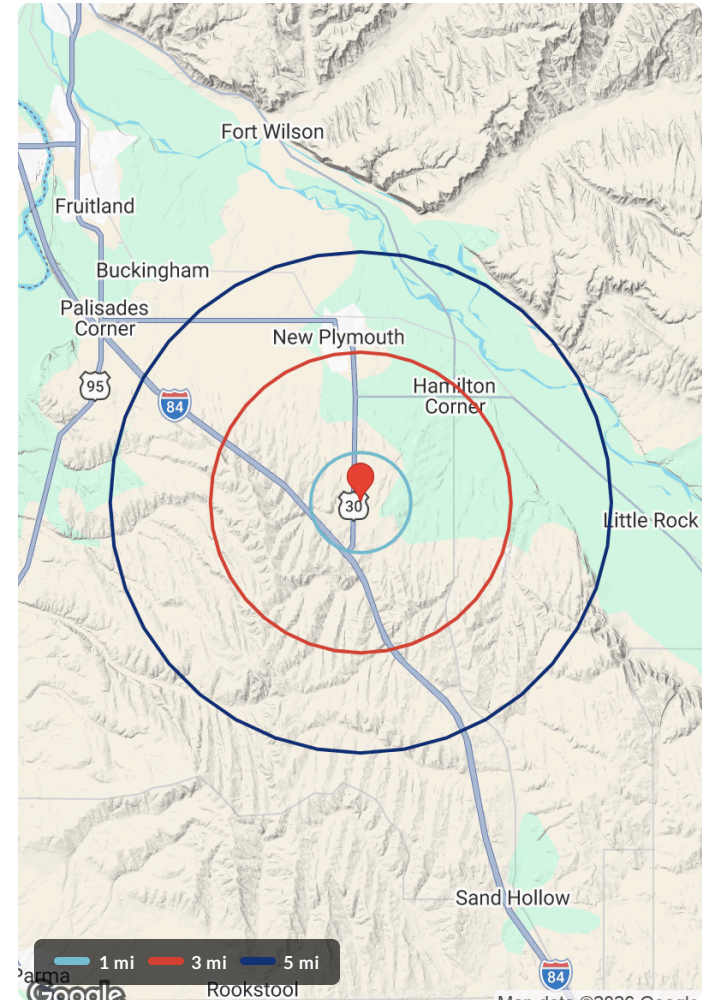 Fort Wilson
Fruitland
Buckingham
Palisades
Corner
New Plymouth
95
84
Hamilton
Corner
30
Little Rock
Sand Hollow
1 mi 3 mi 5 mi
84
Parma
Google
Rookstool